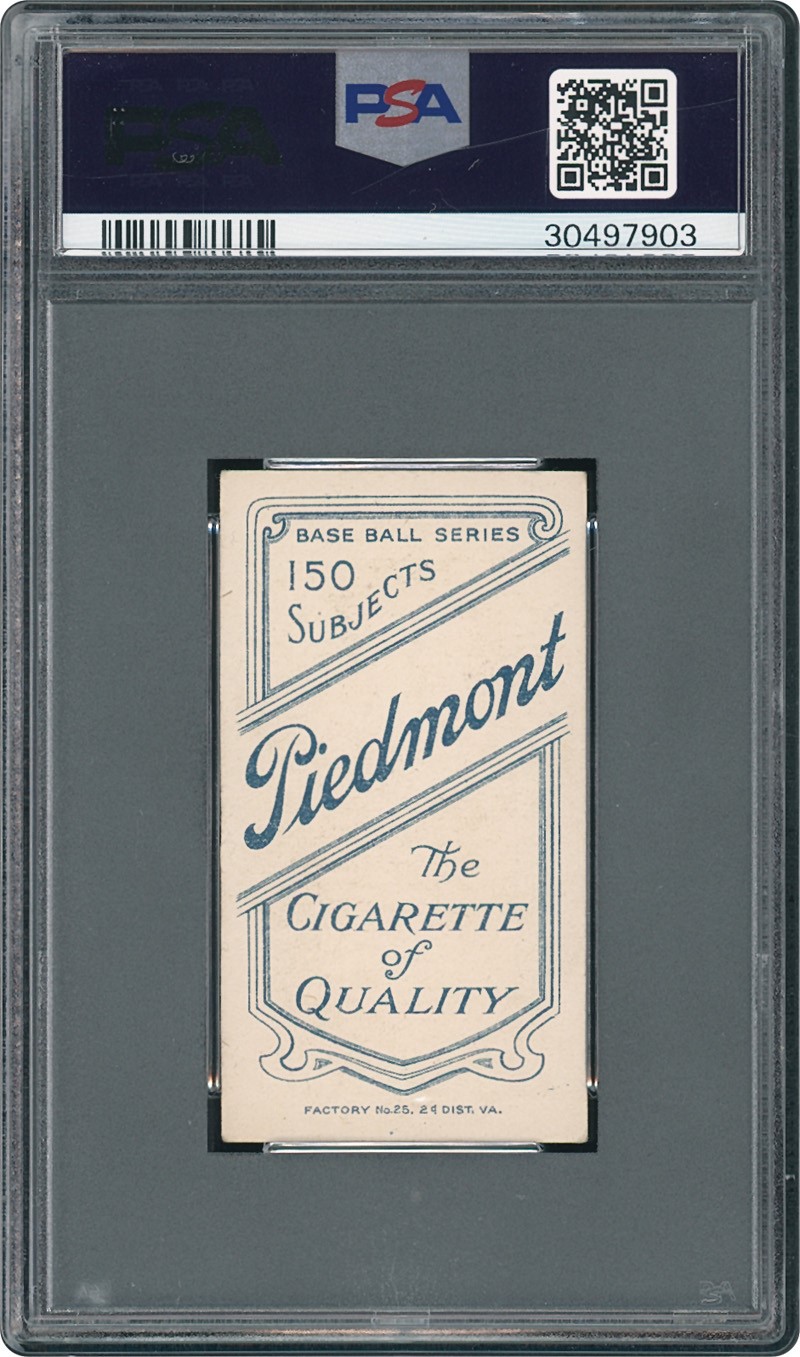 PSA
30497903
BASE BALL SERIES
150
SUBJECTS
Piedmont
The
CIGARETTE
of
QUALITY
FACTORY No.25. 2d DIST. VA.